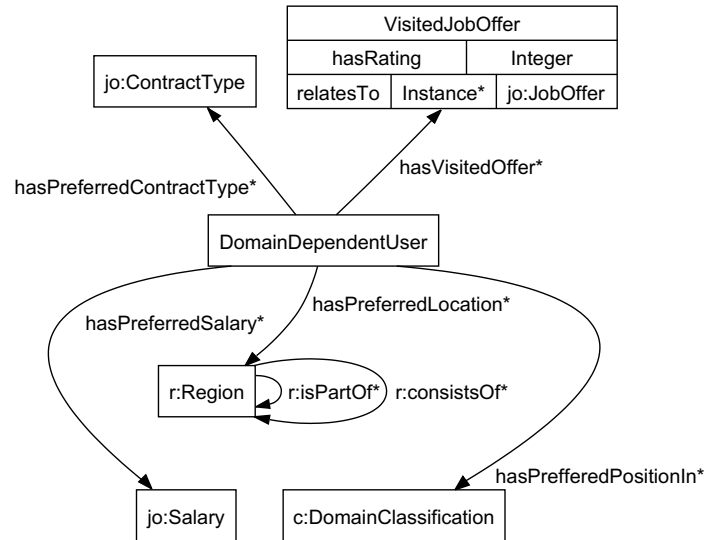 VisitedJobOffer
hasRating Integer
relatesTo Instance* jo:JobOffer
jo:ContractType
hasVisitedOffer*
hasPreferredContractType*
DomainDependentUser
hasPreferredLocation*
hasPreferredSalary*
r:Region r:isPartOf* r:consistsOf*
hasPrefferedPositionIn*
jo:Salary c:DomainClassification